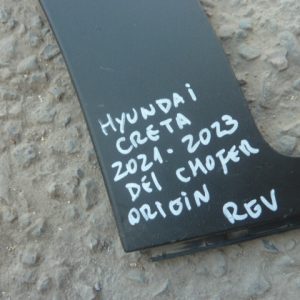 HYUNDAI
CRETA
2021-2023
DEL CHOFER
ORIGIN REV